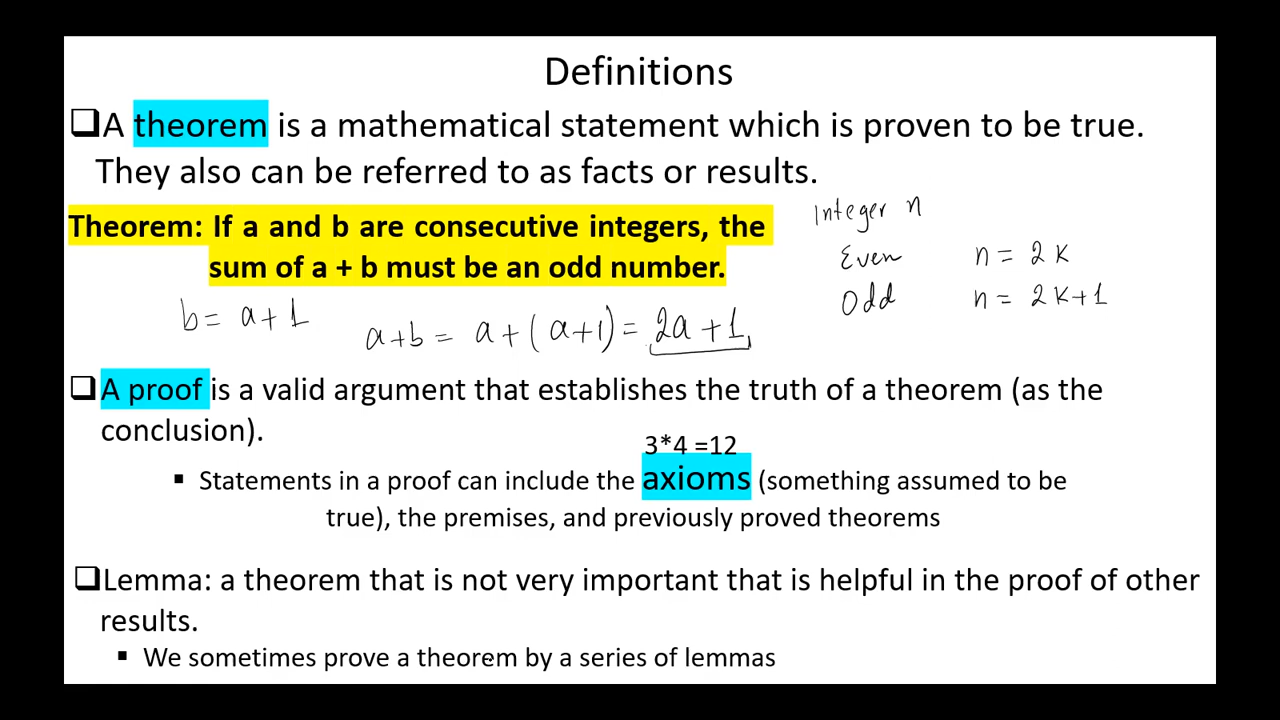 Definitions
A theorem is a mathematical statement which is proven to be true.
They also can be referred to as facts or results.
Theorem: If a and b are consecutive integers, the
sum of a + b must be an odd number.
Integer n
Even n = 2K
Odd n = 2K+1
b = a+1
a+b = a+(a+1) = 2a+1
A proof is a valid argument that establishes the truth of a theorem (as the
conclusion).
3*4 =12
Statements in a proof can include the axioms (something assumed to be
true), the premises, and previously proved theorems
Lemma: a theorem that is not very important that is helpful in the proof of other
results.
We sometimes prove a theorem by a series of lemmas